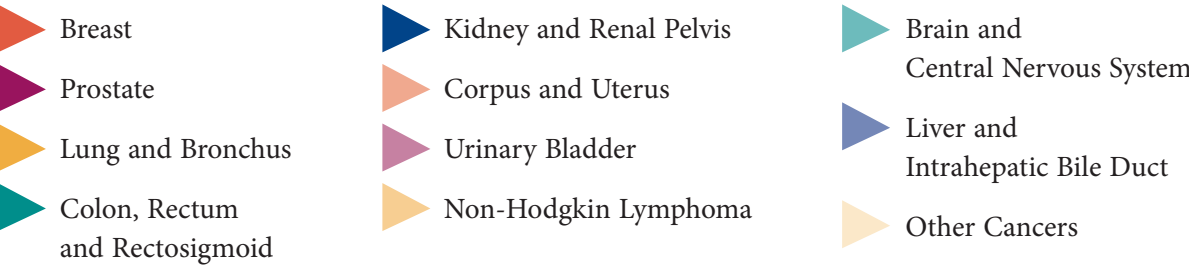 Breast
Prostate
Lung and Bronchus
Colon, Rectum
and Rectosigmoid
Kidney and Renal Pelvis
Corpus and Uterus
Urinary Bladder
Non-Hodgkin Lymphoma
Brain and
Central Nervous System
Liver and
Intrahepatic Bile Duct
Other Cancers